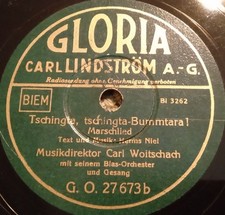 GLORIA
CARL LINDSTRÖM A.-G.
Radiosendung ohne Genehmigung verboten
BIEM
Bi 3262
Tschingta, tschingta-Bummtara!
Marschlied
Text und Musik: Herms Niel
Musikdirektor Carl Woitschach
mit seinem Blas-Orchester
und Gesang
G. O. 27673b